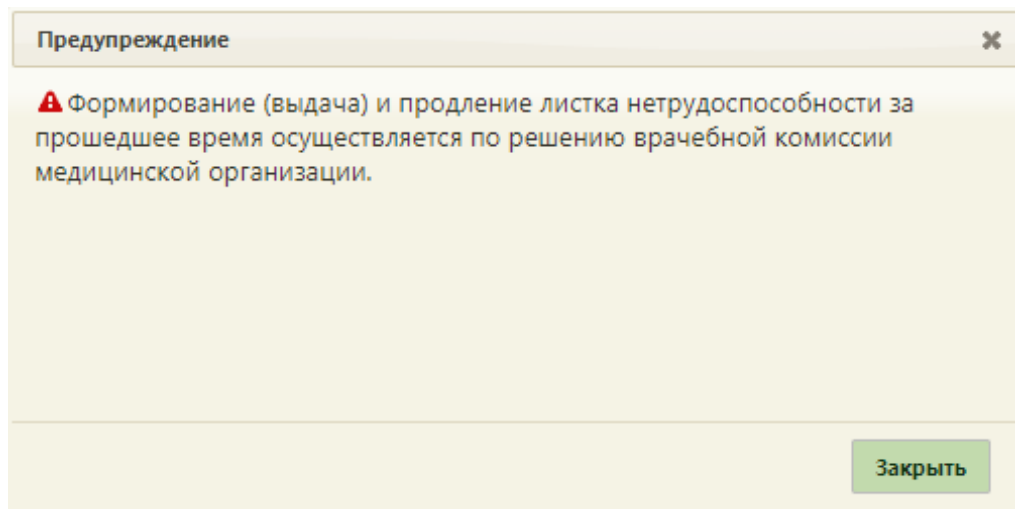 Предупреждение
Формирование (выдача) и продление листка нетрудоспособности за
прошедшее время осуществляется по решению врачебной комиссии
медицинской организации.
Закрыть